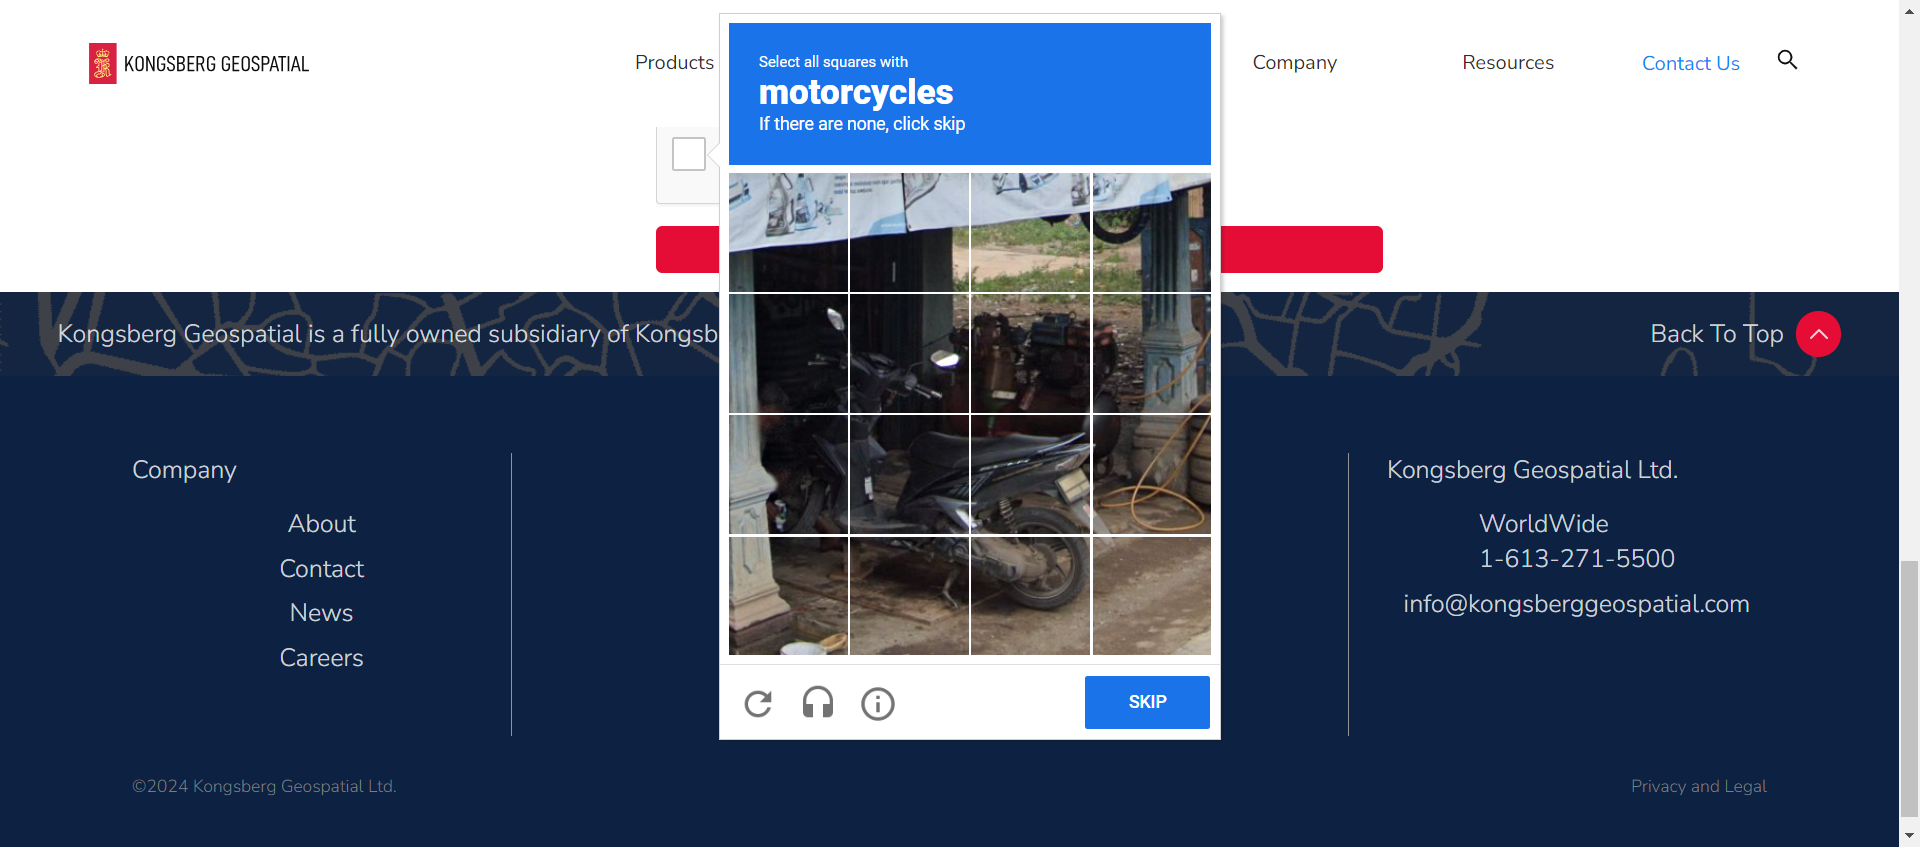 KONGSBERG GEOSPATIAL
Products
Company
Resources
Contact Us
Select all squares with
motorcycles
If there are none, click skip
Kongsberg Geospatial is a fully owned subsidiary of Kongsb
Back To Top
Company
About
Contact
News
Careers
Kongsberg Geospatial Ltd.
WorldWide
1-613-271-5500
info@kongsberggeospatial.com
SKIP
©2024 Kongsberg Geospatial Ltd.
Privacy and Legal